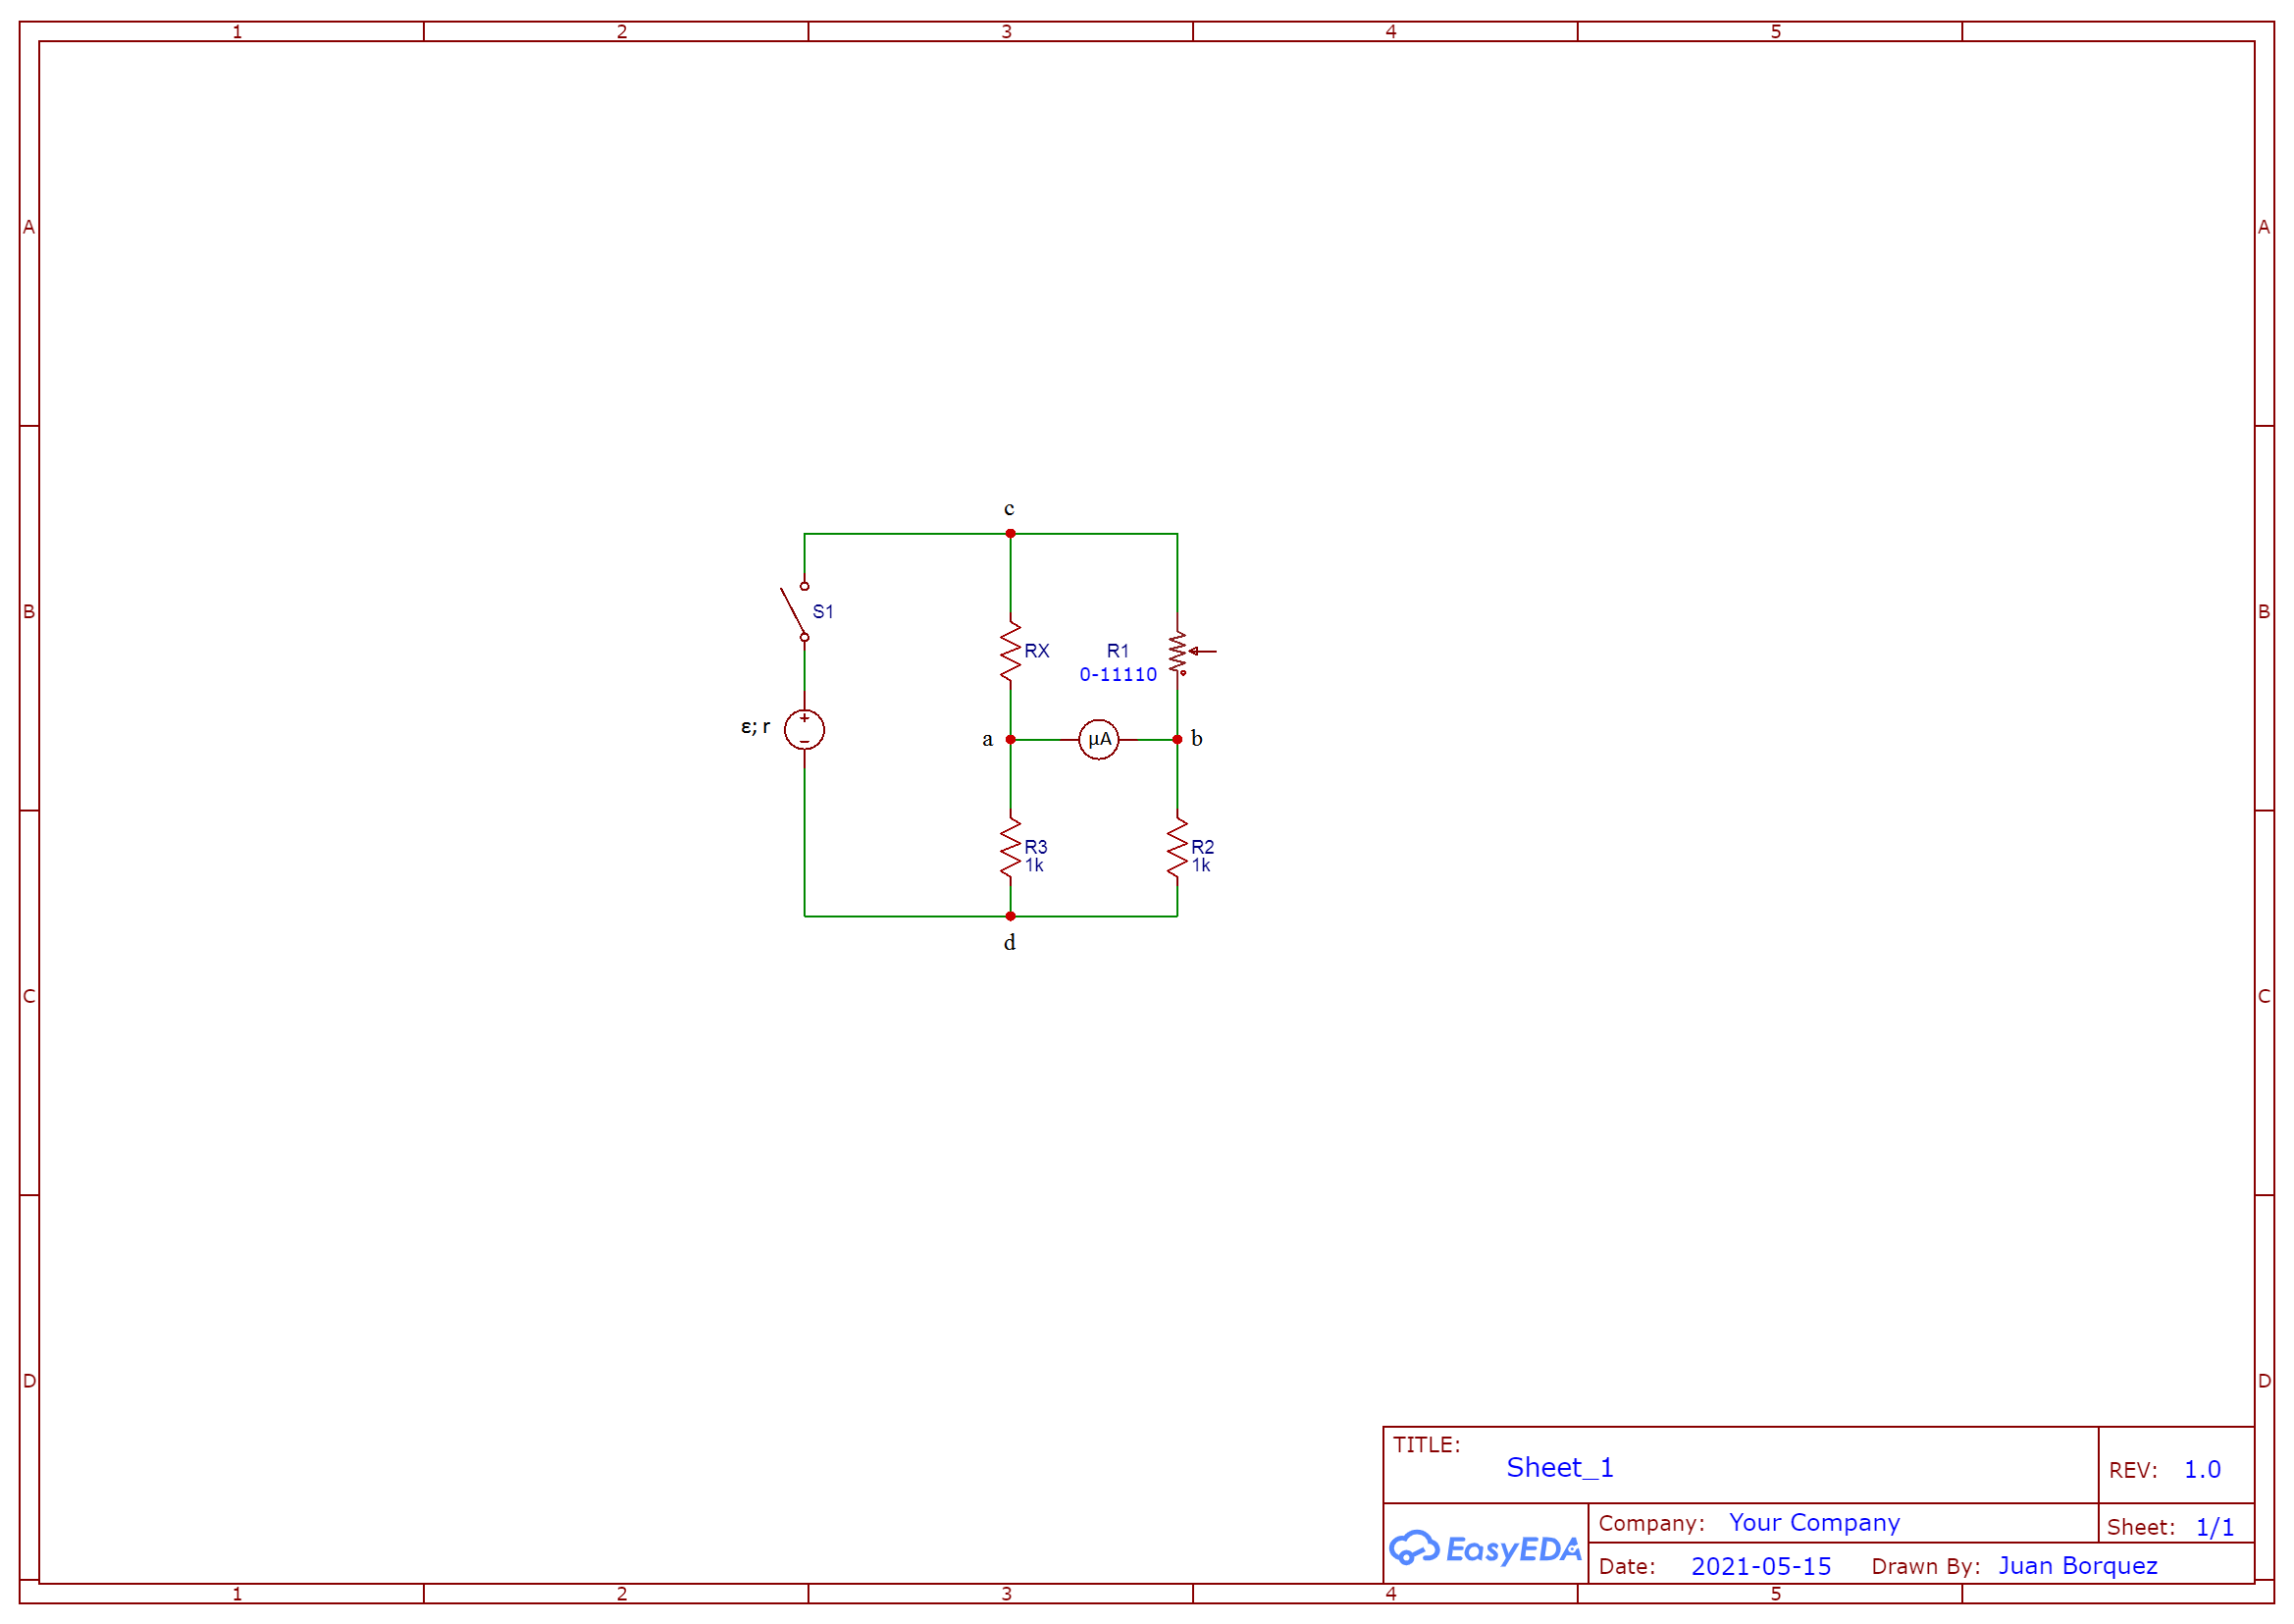 1 2 3 4 5
A A
c
B S1 B
RX R1
0-11110
ε; r + −
a µA b
R3 R2
1k 1k
d
C C
D D
TITLE:
Sheet_1
REV: 1.0
EasyEDA
Company: Your Company
Sheet: 1/1
Date: 2021-05-15 Drawn By: Juan Borquez
1 2 3 4 5